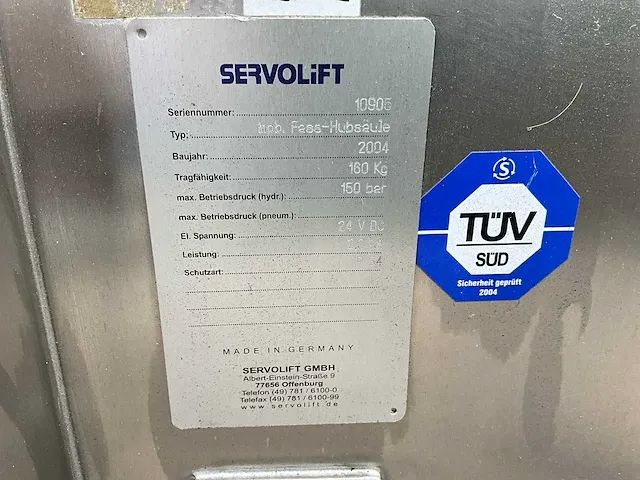 SERVOLiFT
Seriennummer: 10905
Typ: mob. Fass-Hubsäule
Baujahr: 2004
Tragfähigkeit: 160 Kg
max. Betriebsdruck (hydr.): 150 bar
max. Betriebsdruck (pneum.):
El. Spannung: 24 V DC
Leistung:
Schutzart:
MADE IN GERMANY
SERVOLIFT GMBH
Albert-Einstein-Straße 9
77656 Offenburg
Telefon (49) 781 / 6100-0
Telefax (49) 781 / 6100-99
www.servolift.de
TÜV
SÜD
Sicherheit geprüft
2004